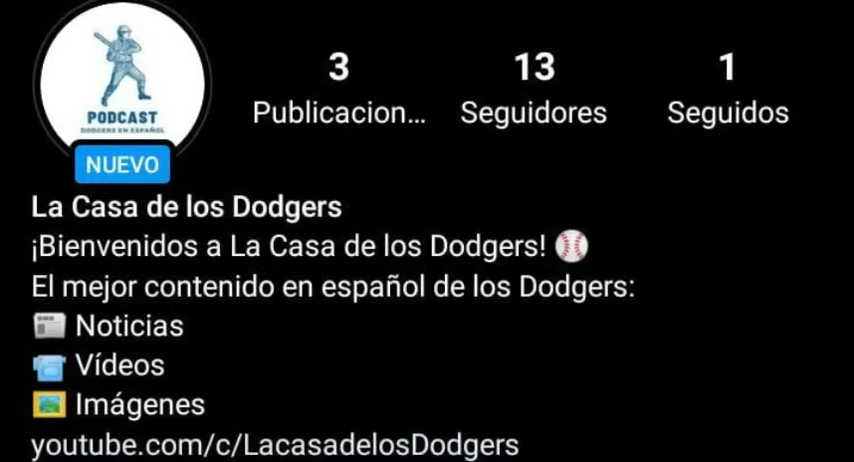 PODCAST
DODGERS EN ESPAÑOL
NUEVO
3 13 1
Publicacion... Seguidores Seguidos
La Casa de los Dodgers
¡Bienvenidos a La Casa de los Dodgers! ⚾
El mejor contenido en español de los Dodgers:
📰 Noticias
📹 Vídeos
🖼️ Imágenes
youtube.com/c/LacasadelosDodgers